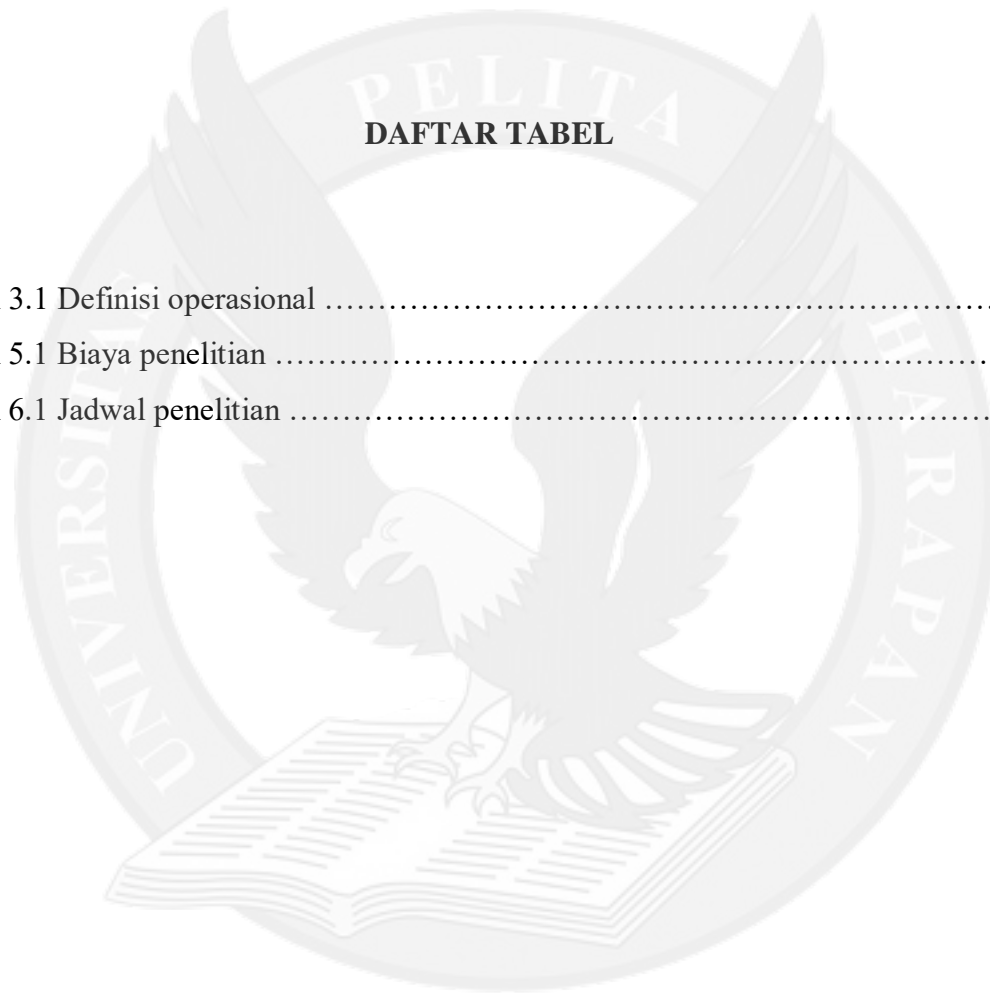 DAFTAR TABEL
3.1 Definisi operasional ……………………………………………………………
5.1 Biaya penelitian …………………………………………………………………
6.1 Jadwal penelitian ………………………………………………………………
UNIVERSITAS PELITA HARAPAN